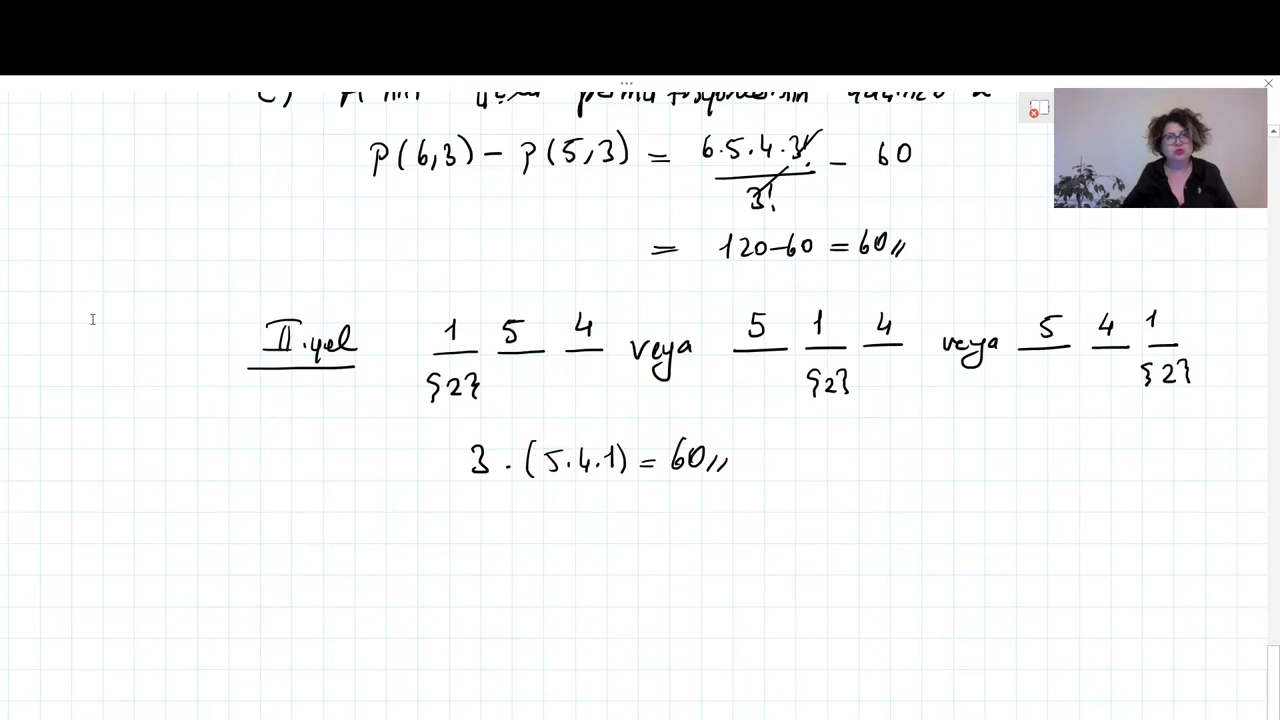 P(6,3) - P(5,3) = 6.5.4.3! / 3! - 60
= 120-60 = 60//
II.yol 1 5 4 veya 5 1 4 veya 5 4 1
{2} {2} {2}
3 . (5.4.1) = 60//